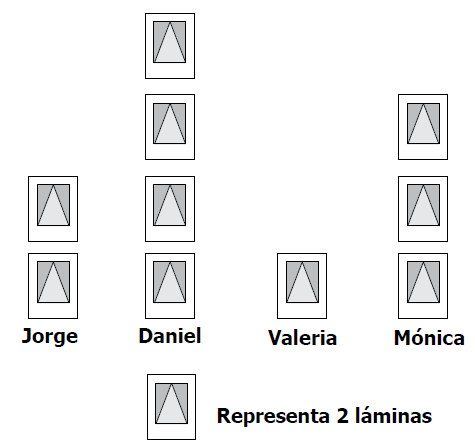 Jorge Daniel Valeria Mónica
Representa 2 láminas